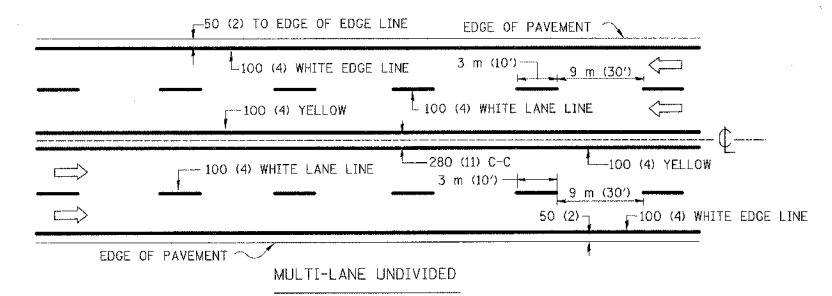 50 (2) TO EDGE OF EDGE LINE
EDGE OF PAVEMENT
100 (4) WHITE EDGE LINE
3 m (10')
9 m (30')
100 (4) YELLOW
100 (4) WHITE LANE LINE
CL
100 (4) WHITE LANE LINE
280 (11) C-C
100 (4) YELLOW
3 m (10')
9 m (30')
50 (2)
100 (4) WHITE EDGE LINE
EDGE OF PAVEMENT
MULTI-LANE UNDIVIDED